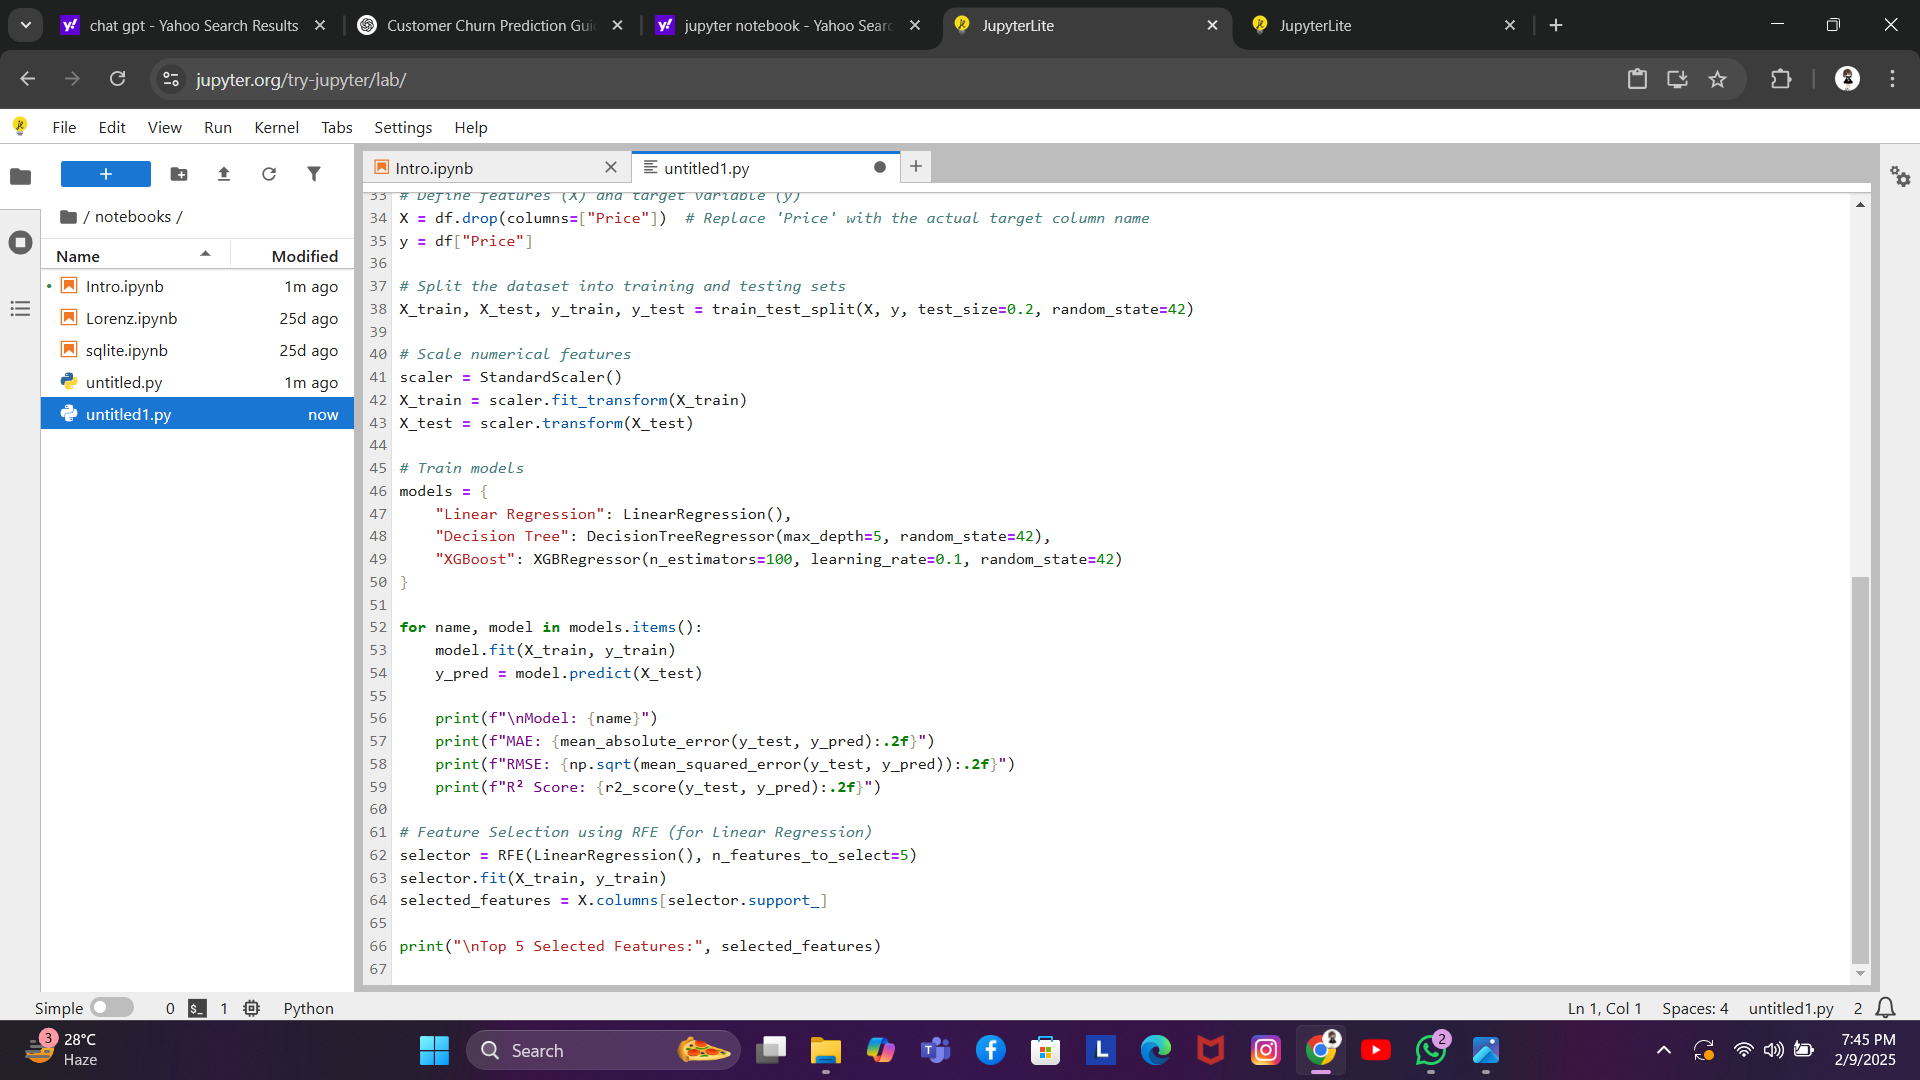 chat gpt - Yahoo Search Results
Customer Churn Prediction Gui
jupyter notebook - Yahoo Searc
JupyterLite
JupyterLite
jupyter.org/try-jupyter/lab/
File Edit View Run Kernel Tabs Settings Help
+
/ notebooks /
Name Modified
Intro.ipynb 1m ago
Lorenz.ipynb 25d ago
sqlite.ipynb 25d ago
untitled.py 1m ago
untitled1.py now
Intro.ipynb
untitled1.py
33 # Define features (X) and target variable (y)
34 X = df.drop(columns=["Price"])  # Replace 'Price' with the actual target column name
35 y = df["Price"]
36
37 # Split the dataset into training and testing sets
38 X_train, X_test, y_train, y_test = train_test_split(X, y, test_size=0.2, random_state=42)
39
40 # Scale numerical features
41 scaler = StandardScaler()
42 X_train = scaler.fit_transform(X_train)
43 X_test = scaler.transform(X_test)
44
45 # Train models
46 models = {
47     "Linear Regression": LinearRegression(),
48     "Decision Tree": DecisionTreeRegressor(max_depth=5, random_state=42),
49     "XGBoost": XGBRegressor(n_estimators=100, learning_rate=0.1, random_state=42)
50 }
51
52 for name, model in models.items():
53     model.fit(X_train, y_train)
54     y_pred = model.predict(X_test)
55
56     print(f"\nModel: {name}")
57     print(f"MAE: {mean_absolute_error(y_test, y_pred):.2f}")
58     print(f"RMSE: {np.sqrt(mean_squared_error(y_test, y_pred)):.2f}")
59     print(f"R² Score: {r2_score(y_test, y_pred):.2f}")
60
61 # Feature Selection using RFE (for Linear Regression)
62 selector = RFE(LinearRegression(), n_features_to_select=5)
63 selector.fit(X_train, y_train)
64 selected_features = X.columns[selector.support_]
65
66 print("\nTop 5 Selected Features:", selected_features)
67
Simple 0 $_ 1 Python
Ln 1, Col 1 Spaces: 4 untitled1.py 2
3 28°C
Haze
Search
L
2
7:45 PM
2/9/2025